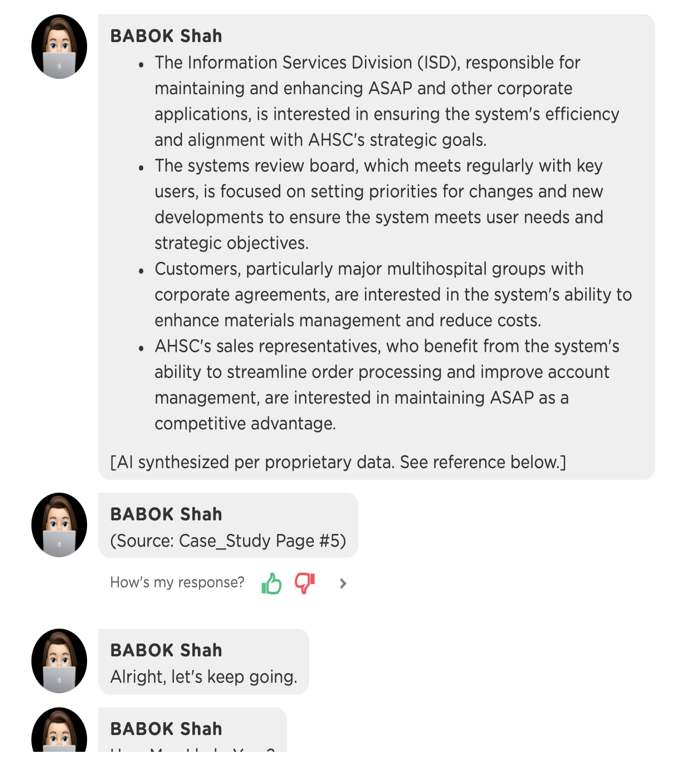 BABOK Shah
• The Information Services Division (ISD), responsible for
maintaining and enhancing ASAP and other corporate
applications, is interested in ensuring the system's efficiency
and alignment with AHSC's strategic goals.
• The systems review board, which meets regularly with key
users, is focused on setting priorities for changes and new
developments to ensure the system meets user needs and
strategic objectives.
• Customers, particularly major multihospital groups with
corporate agreements, are interested in the system's ability to
enhance materials management and reduce costs.
• AHSC's sales representatives, who benefit from the system's
ability to streamline order processing and improve account
management, are interested in maintaining ASAP as a
competitive advantage.
[AI synthesized per proprietary data. See reference below.]
BABOK Shah
(Source: Case_Study Page #5)
How's my response?
BABOK Shah
Alright, let's keep going.
BABOK Shah